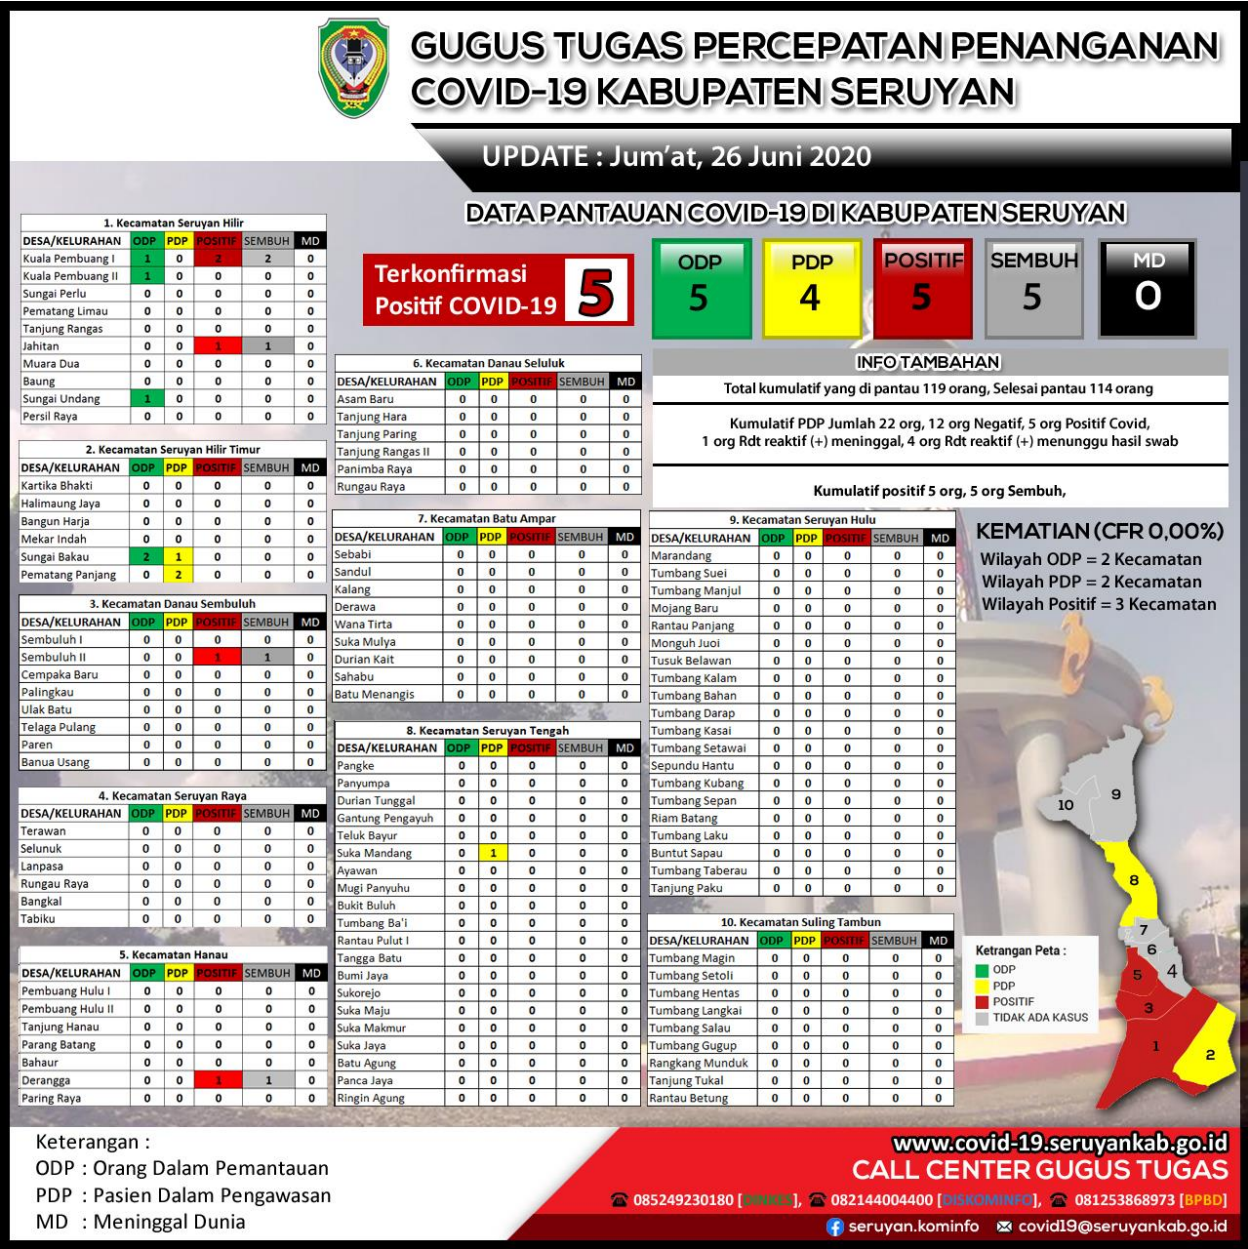 GUGUS TUGAS PERCEPATAN PENANGANAN
COVID-19 KABUPATEN SERUYAN
UPDATE : Jum'at, 26 Juni 2020
DATA PANTAUAN COVID-19 DI KABUPATEN SERUYAN
Terkonfirmasi
Positif COVID-19 5
ODP 5
PDP 4
POSITIF 5
SEMBUH 5
MD 0
INFO TAMBAHAN
Total kumulatif yang di pantau 119 orang, Selesai pantau 114 orang
Kumulatif PDP Jumlah 22 org, 12 org Negatif, 5 org Positif Covid,
1 org Rdt reaktif (+) meninggal, 4 org Rdt reaktif (+) menunggu hasil swab
Kumulatif positif 5 org, 5 org Sembuh,
1. Kecamatan Seruyan Hilir
DESA/KELURAHAN ODP PDP POSITIF SEMBUH MD
Kuala Pembuang I 1 0 2 2 0
Kuala Pembuang II 1 0 0 0 0
Sungai Perlu 0 0 0 0 0
Pematang Limau 0 0 0 0 0
Tanjung Rangas 0 0 0 0 0
Jahitan 0 0 1 1 0
Muara Dua 0 0 0 0 0
Baung 0 0 0 0 0
Sungai Undang 1 0 0 0 0
Persil Raya 0 0 0 0 0
2. Kecamatan Seruyan Hilir Timur
DESA/KELURAHAN ODP PDP POSITIF SEMBUH MD
Kartika Bhakti 0 0 0 0 0
Halimaung Jaya 0 0 0 0 0
Bangun Harja 0 0 0 0 0
Mekar Indah 0 0 0 0 0
Sungai Bakau 2 1 0 0 0
Pematang Panjang 0 2 0 0 0
3. Kecamatan Danau Sembuluh
DESA/KELURAHAN ODP PDP POSITIF SEMBUH MD
Sembuluh I 0 0 0 0 0
Sembuluh II 0 0 1 1 0
Cempaka Baru 0 0 0 0 0
Palingkau 0 0 0 0 0
Ulak Batu 0 0 0 0 0
Telaga Pulang 0 0 0 0 0
Paren 0 0 0 0 0
Banua Usang 0 0 0 0 0
4. Kecamatan Seruyan Raya
DESA/KELURAHAN ODP PDP POSITIF SEMBUH MD
Terawan 0 0 0 0 0
Selunuk 0 0 0 0 0
Lanpasa 0 0 0 0 0
Rungau Raya 0 0 0 0 0
Bangkal 0 0 0 0 0
Tabiku 0 0 0 0 0
5. Kecamatan Hanau
DESA/KELURAHAN ODP PDP POSITIF SEMBUH MD
Pembuang Hulu I 0 0 0 0 0
Pembuang Hulu II 0 0 0 0 0
Tanjung Hanau 0 0 0 0 0
Parang Batang 0 0 0 0 0
Bahaur 0 0 0 0 0
Derangga 0 0 1 1 0
Paring Raya 0 0 0 0 0
6. Kecamatan Danau Seluluk
DESA/KELURAHAN ODP PDP POSITIF SEMBUH MD
Asam Baru 0 0 0 0 0
Tanjung Hara 0 0 0 0 0
Tanjung Paring 0 0 0 0 0
Tanjung Rangas II 0 0 0 0 0
Panimba Raya 0 0 0 0 0
Rungau Raya 0 0 0 0 0
7. Kecamatan Batu Ampar
DESA/KELURAHAN ODP PDP POSITIF SEMBUH MD
Sebabi 0 0 0 0 0
Sandul 0 0 0 0 0
Kalang 0 0 0 0 0
Derawa 0 0 0 0 0
Wana Tirta 0 0 0 0 0
Suka Mulya 0 0 0 0 0
Durian Kait 0 0 0 0 0
Sahabu 0 0 0 0 0
Batu Menangis 0 0 0 0 0
8. Kecamatan Seruyan Tengah
DESA/KELURAHAN ODP PDP POSITIF SEMBUH MD
Pangke 0 0 0 0 0
Panyumpa 0 0 0 0 0
Durian Tunggal 0 0 0 0 0
Gantung Pengayuh 0 0 0 0 0
Teluk Bayur 0 0 0 0 0
Suka Mandang 0 1 0 0 0
Ayawan 0 0 0 0 0
Mugi Panyuhu 0 0 0 0 0
Bukit Buluh 0 0 0 0 0
Tumbang Ba'i 0 0 0 0 0
Rantau Pulut I 0 0 0 0 0
Tangga Batu 0 0 0 0 0
Bumi Jaya 0 0 0 0 0
Sukorejo 0 0 0 0 0
Suka Maju 0 0 0 0 0
Suka Makmur 0 0 0 0 0
Suka Jaya 0 0 0 0 0
Batu Agung 0 0 0 0 0
Panca Jaya 0 0 0 0 0
Ringin Agung 0 0 0 0 0
9. Kecamatan Seruyan Hulu
DESA/KELURAHAN ODP PDP POSITIF SEMBUH MD
Marandang 0 0 0 0 0
Tumbang Suei 0 0 0 0 0
Tumbang Manjul 0 0 0 0 0
Mojang Baru 0 0 0 0 0
Rantau Panjang 0 0 0 0 0
Monguh Juoi 0 0 0 0 0
Tusuk Belawan 0 0 0 0 0
Tumbang Kalam 0 0 0 0 0
Tumbang Bahan 0 0 0 0 0
Tumbang Darap 0 0 0 0 0
Tumbang Kasai 0 0 0 0 0
Tumbang Setawai 0 0 0 0 0
Sepundu Hantu 0 0 0 0 0
Tumbang Kubang 0 0 0 0 0
Tumbang Sepan 0 0 0 0 0
Riam Batang 0 0 0 0 0
Tumbang Laku 0 0 0 0 0
Buntut Sapau 0 0 0 0 0
Tumbang Taberau 0 0 0 0 0
Tanjung Paku 0 0 0 0 0
10. Kecamatan Suling Tambun
DESA/KELURAHAN ODP PDP POSITIF SEMBUH MD
Tumbang Magin 0 0 0 0 0
Tumbang Setoli 0 0 0 0 0
Tumbang Hentas 0 0 0 0 0
Tumbang Langkai 0 0 0 0 0
Tumbang Salau 0 0 0 0 0
Tumbang Gugup 0 0 0 0 0
Rangkang Munduk 0 0 0 0 0
Tanjung Tukal 0 0 0 0 0
Rantau Betung 0 0 0 0 0
KEMATIAN (CFR 0,00%)
Wilayah ODP = 2 Kecamatan
Wilayah PDP = 2 Kecamatan
Wilayah Positif = 3 Kecamatan
9
10
8
7
6
5
4
3
1
2
Ketrangan Peta :
ODP
PDP
POSITIF
TIDAK ADA KASUS
Keterangan :
ODP : Orang Dalam Pemantauan
PDP : Pasien Dalam Pengawasan
MD : Meninggal Dunia
www.covid-19.seruyankab.go.id
CALL CENTER GUGUS TUGAS
085249230180 [DINKES], 082144004400 [DISKOMINFO], 081253868973 [BPBD]
seruyan.kominfo covid19@seruyankab.go.id